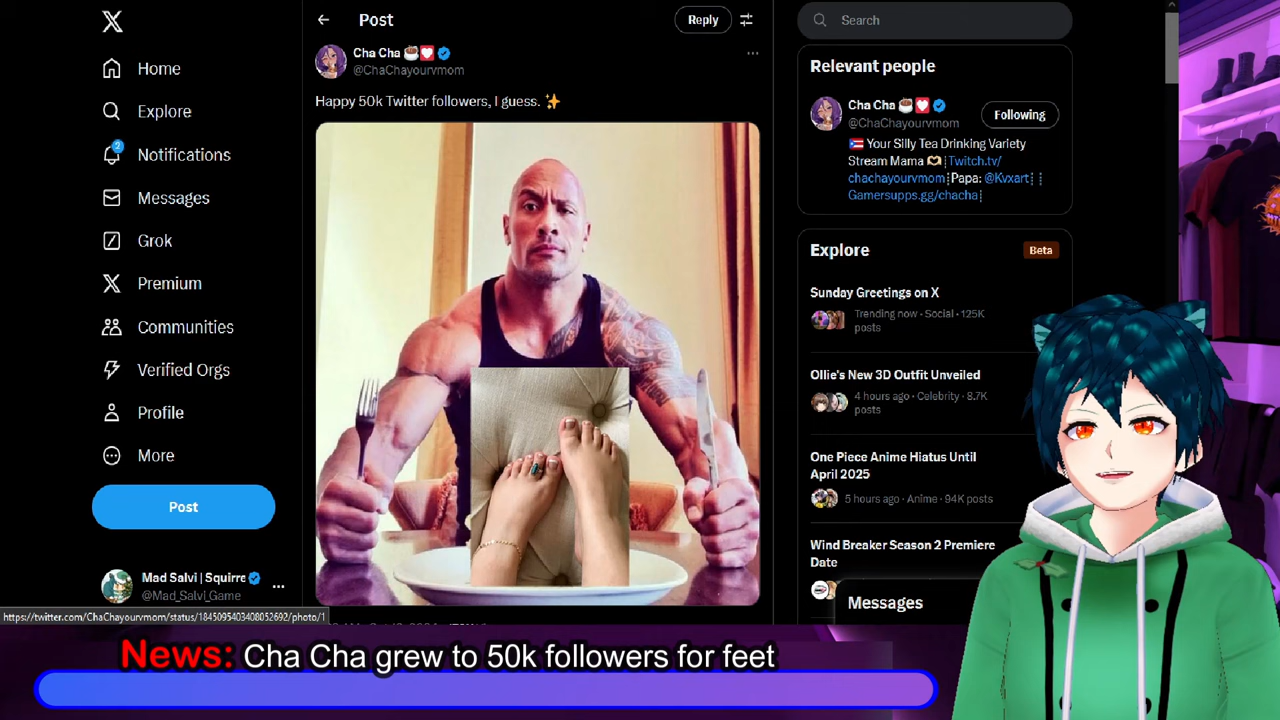 Home
Explore
2
Notifications
Messages
Grok
Premium
Communities
Verified Orgs
Profile
More
Post
Mad Salvi | Squirre
@Mad_Salvi_Game
https://twitter.com/ChaChayourvmom/status/1845095403408052692/photo/1
Post
Reply
Cha Cha
@ChaChayourvmom
Happy 50k Twitter followers, I guess. ✨
Search
Relevant people
Cha Cha
@ChaChayourvmom
Following
🇵🇷 Your Silly Tea Drinking Variety
Stream Mama 🫶🏼┊Twitch.tv/
chachayourvmom┊Papa: @Kvxart┊┊
Gamersupps.gg/chacha┊
Explore
Beta
Sunday Greetings on X
Trending now · Social · 125K
posts
Ollie's New 3D Outfit Unveiled
4 hours ago · Celebrity · 8.7K
posts
One Piece Anime Hiatus Until
April 2025
5 hours ago · Anime · 94K posts
Wind Breaker Season 2 Premiere
Date
Messages
News: Cha Cha grew to 50k followers for feet